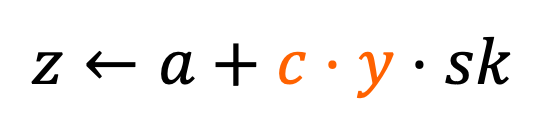 z ← a + c · y · sk